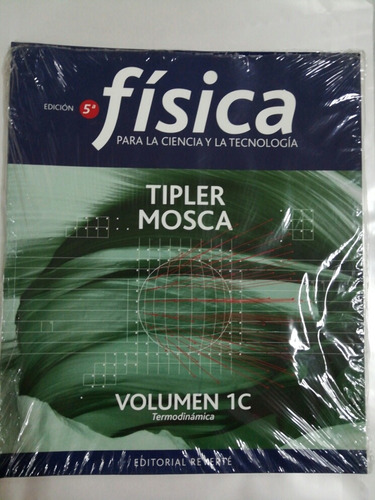 EDICIÓN 5ª física
PARA LA CIENCIA Y LA TECNOLOGÍA
TIPLER
MOSCA
VOLUMEN 1C
Termodinámica
EDITORIAL REVERTÉ